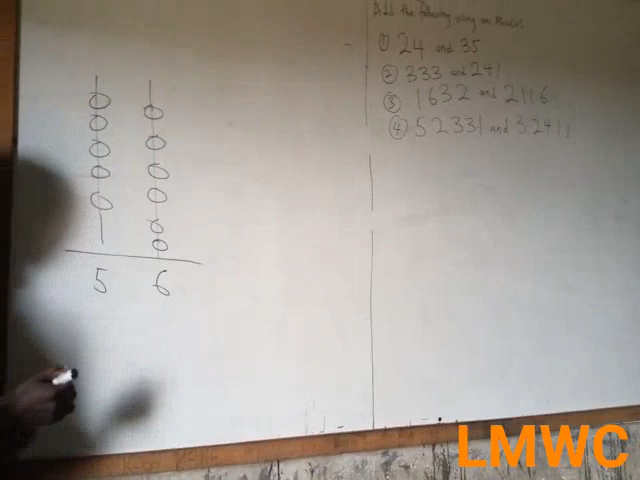 Add the following using an Abacus.
① 24 and 35
② 333 and 241
③ 1632 and 2116
④ 52331 and 32411
5 6
LMWC